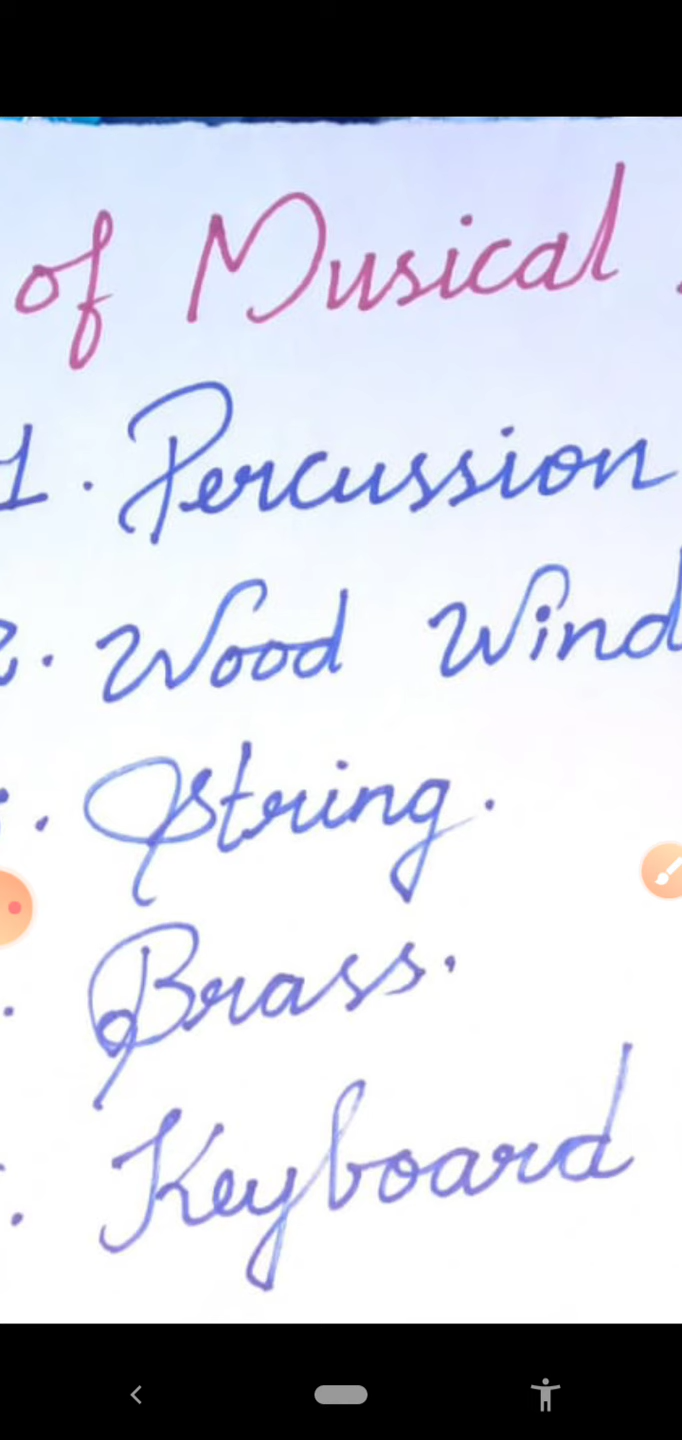 of Musical
1. Percussion
2. Wood Wind
. String.
. Brass.
. Keyboard